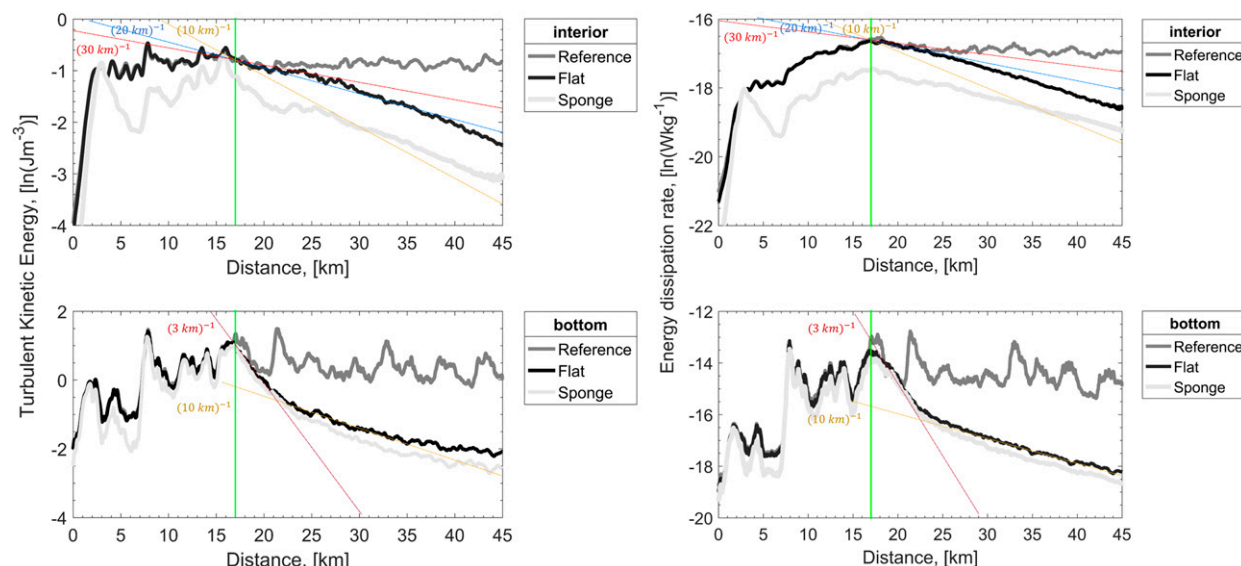 Turbulent Kinetic Energy, [ln(Jm⁻³)]
0
-1
-2
-3
-4
(20 km)⁻¹
(10 km)⁻¹
(30 km)⁻¹
0 5 10 15 20 25 30 35 40 45
Distance, [km]
interior
Reference
Flat
Sponge
2
0
-2
-4
(3 km)⁻¹
(10 km)⁻¹
0 5 10 15 20 25 30 35 40 45
Distance, [km]
bottom
Reference
Flat
Sponge
Energy dissipation rate, [ln(Wkg⁻¹)]
-16
-18
-20
-22
(30 km)⁻¹
(20 km)⁻¹
(10 km)⁻¹
0 5 10 15 20 25 30 35 40 45
Distance, [km]
interior
Reference
Flat
Sponge
-12
-14
-16
-18
-20
(3 km)⁻¹
(10 km)⁻¹
0 5 10 15 20 25 30 35 40 45
Distance, [km]
bottom
Reference
Flat
Sponge